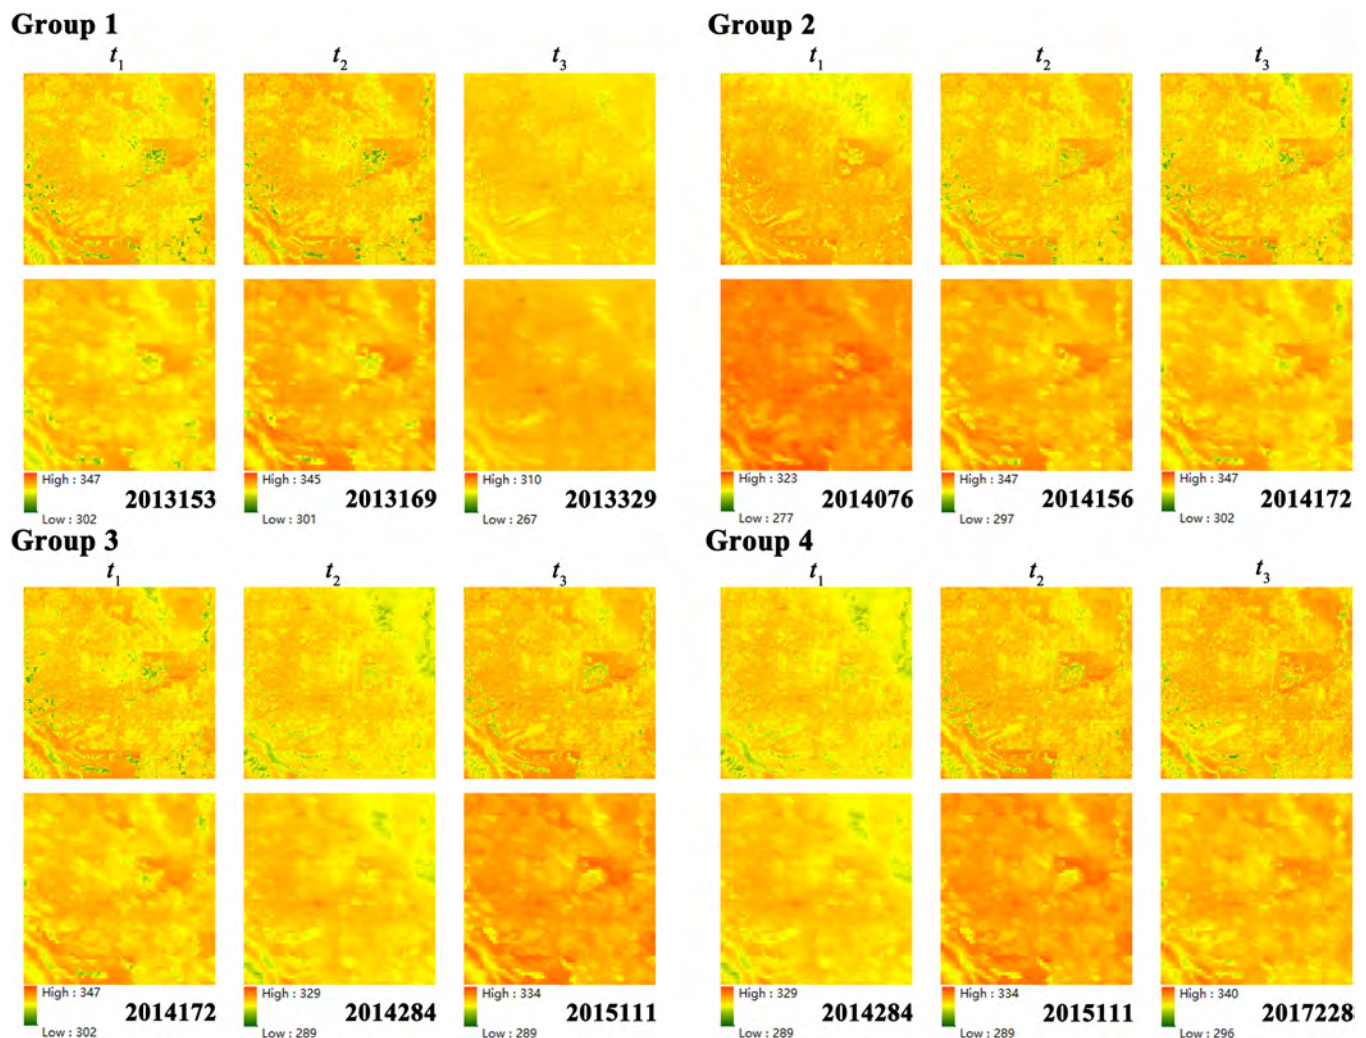 Group 1
t1 t2 t3
High : 347
Low : 302
2013153
High : 345
Low : 301
2013169
High : 310
Low : 267
2013329
Group 2
t1 t2 t3
High : 323
Low : 277
2014076
High : 347
Low : 297
2014156
High : 347
Low : 302
2014172
Group 3
t1 t2 t3
High : 347
Low : 302
2014172
High : 329
Low : 289
2014284
High : 334
Low : 289
2015111
Group 4
t1 t2 t3
High : 329
Low : 289
2014284
High : 334
Low : 289
2015111
High : 340
Low : 296
2017228